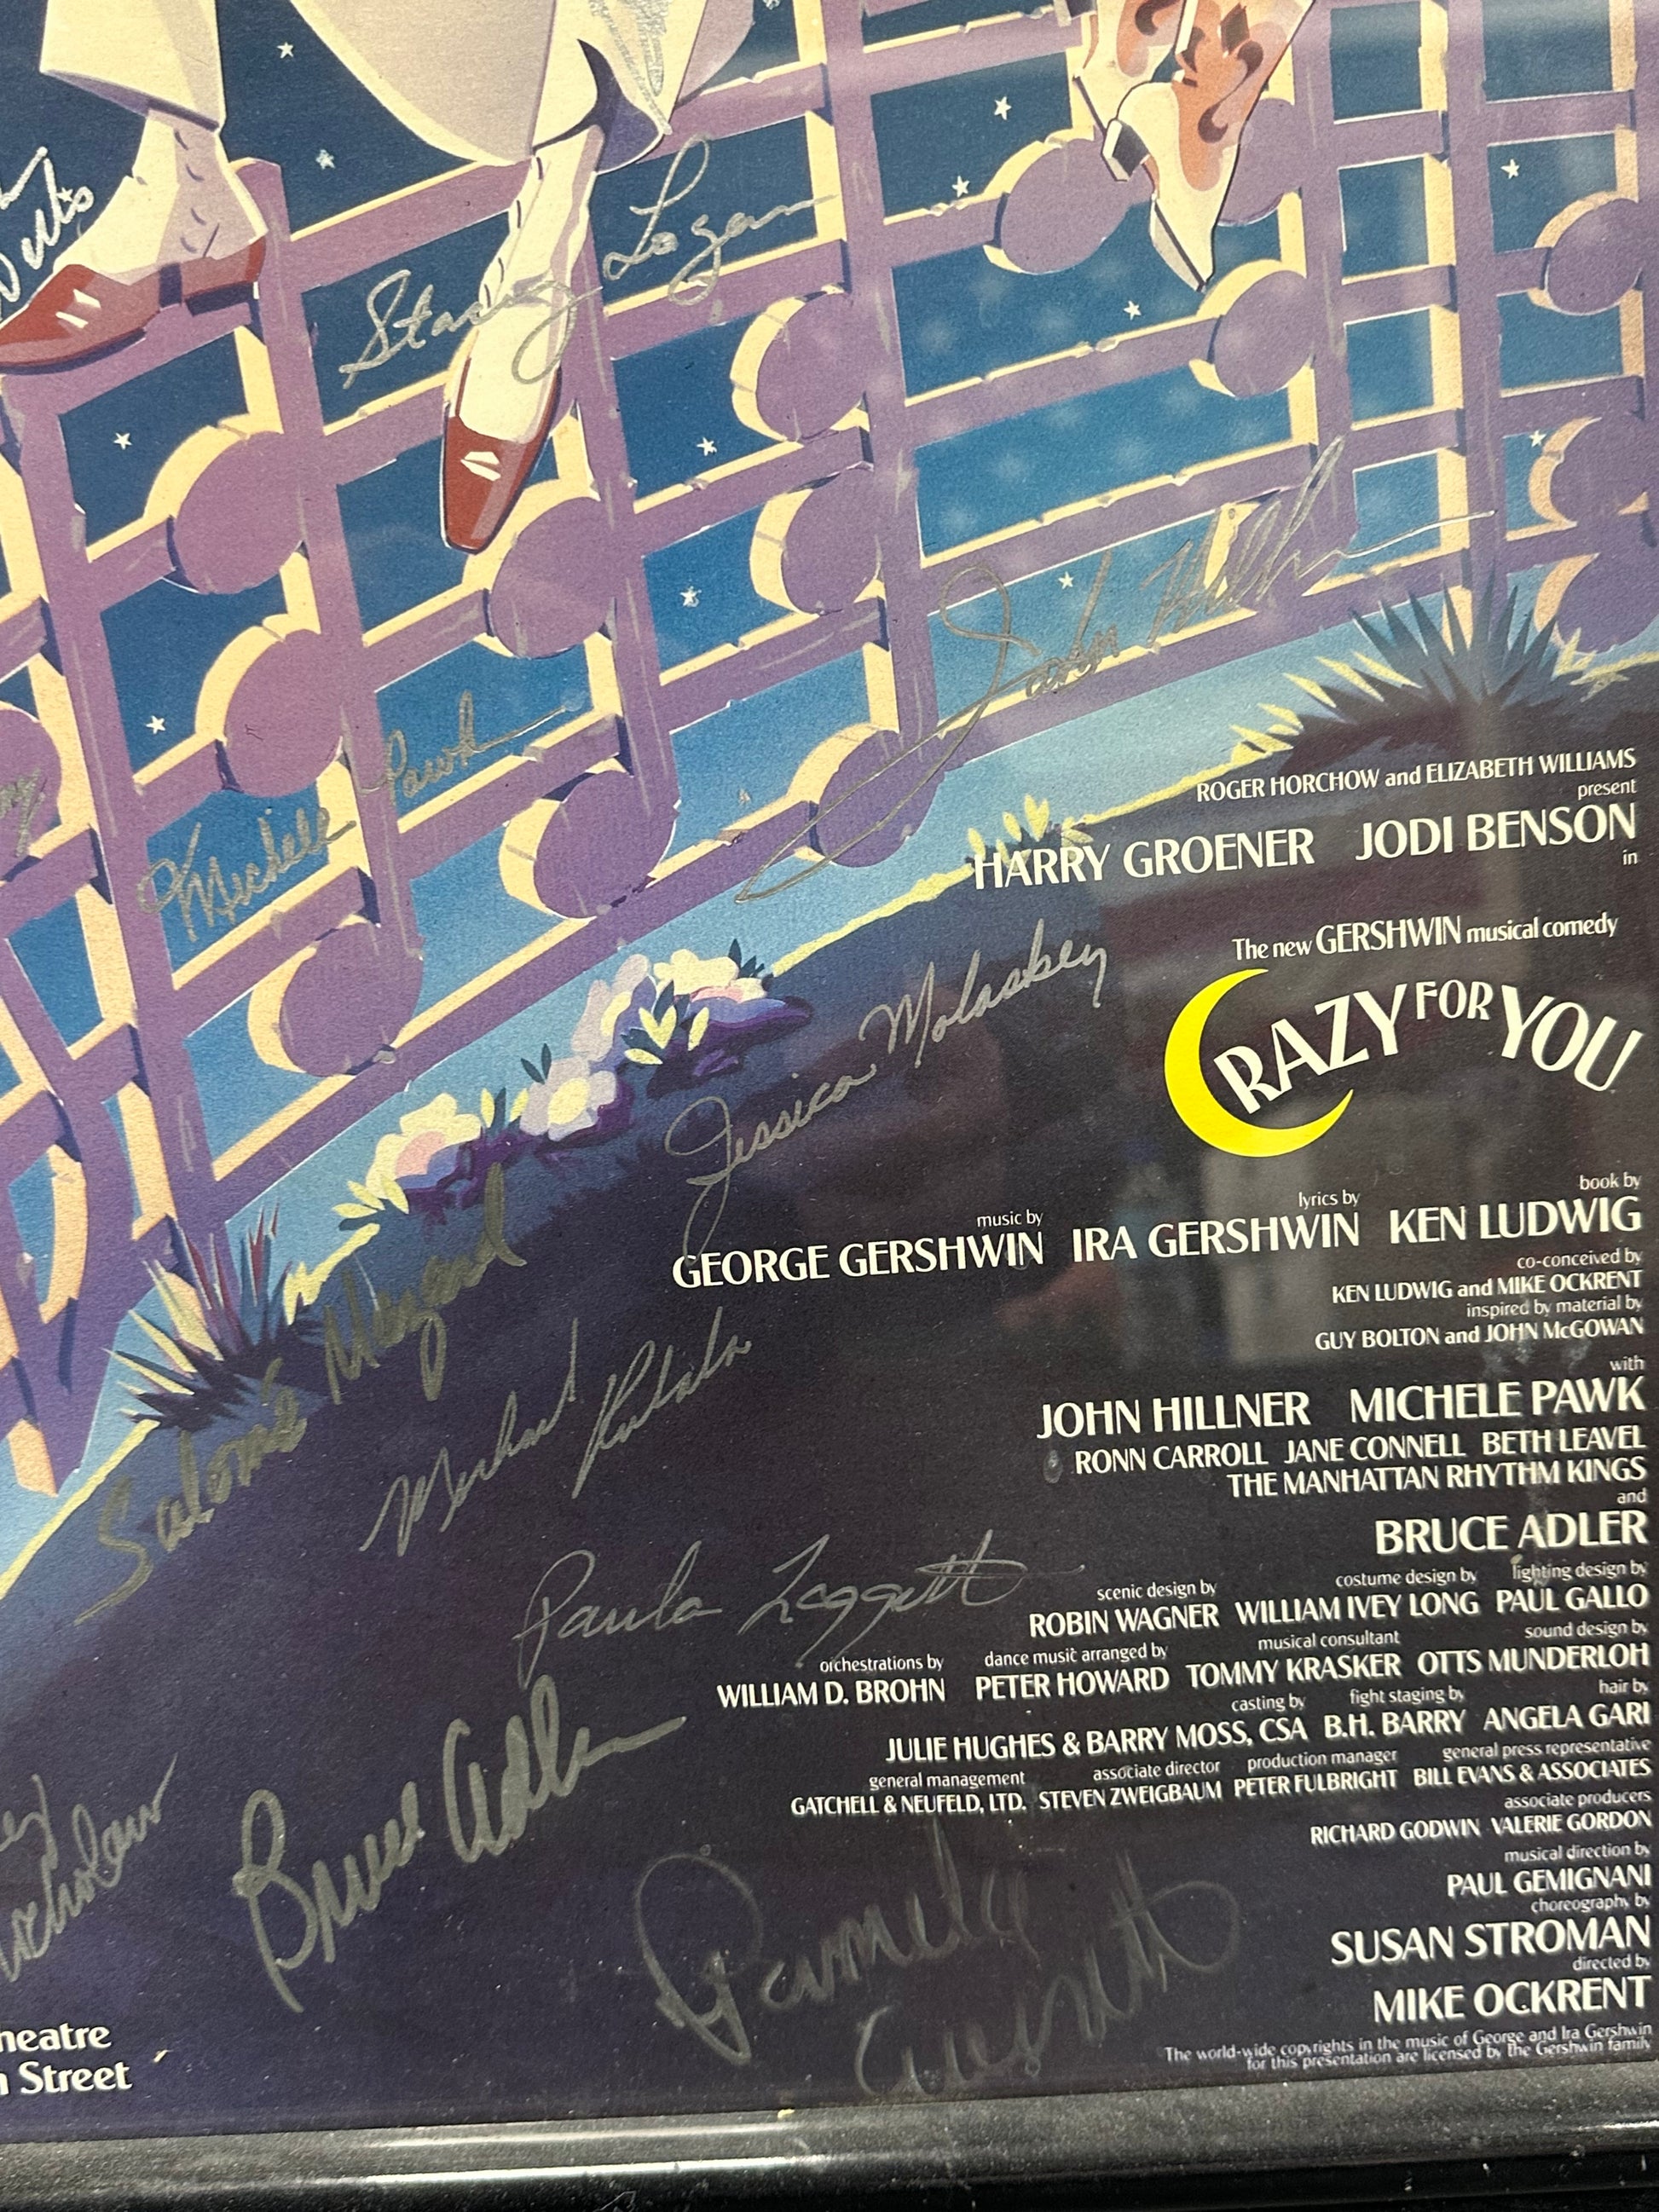 Stacey Logan
John Hillner
Michele Pawk
ROGER HORCHOW and ELIZABETH WILLIAMS
present
HARRY GROENER JODI BENSON
in
The new GERSHWIN musical comedy
CRAZY FOR YOU
Jessica Molaskey
music by lyrics by book by
GEORGE GERSHWIN IRA GERSHWIN KEN LUDWIG
co-conceived by
KEN LUDWIG and MIKE OCKRENT
inspired by material by
GUY BOLTON and JOHN McGOWAN
Salomé Mazard
Michael Kubala
with
JOHN HILLNER MICHELE PAWK
RONN CARROLL JANE CONNELL BETH LEAVEL
THE MANHATTAN RHYTHM KINGS
and
BRUCE ADLER
Paula Leggett
scenic design by costume design by lighting design by
ROBIN WAGNER WILLIAM IVEY LONG PAUL GALLO
orchestrations by dance music arranged by musical consultant sound design by
WILLIAM D. BROHN PETER HOWARD TOMMY KRASKER OTTS MUNDERLOH
casting by fight staging by hair by
JULIE HUGHES & BARRY MOSS, CSA B.H. BARRY ANGELA GARI
general management associate director production manager general press representative
GATCHELL & NEUFELD, LTD. STEVEN ZWEIGBAUM PETER FULBRIGHT BILL EVANS & ASSOCIATES
associate producers
RICHARD GODWIN VALERIE GORDON
Bruce Adler
musical direction by
PAUL GEMIGNANI
choreography by
SUSAN STROMAN
directed by
MIKE OCKRENT
Pamela Everett
The world-wide copyrights in the music of George and Ira Gershwin
for this presentation are licensed by the Gershwin family
heatre
Street